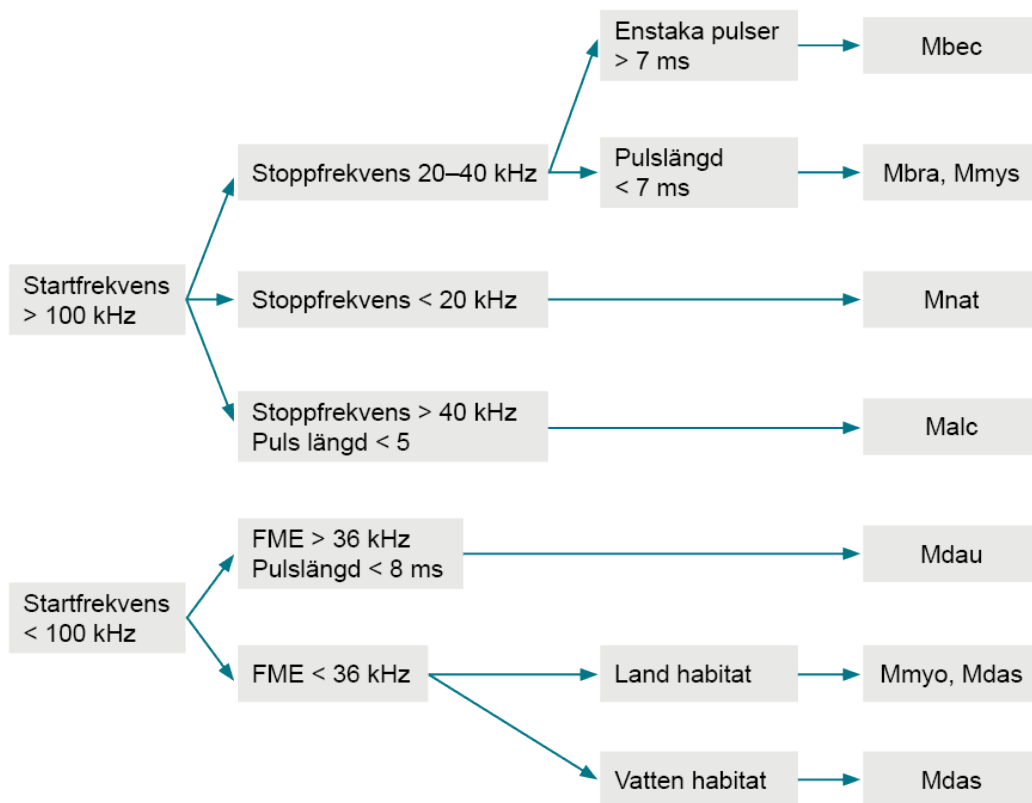 Enstaka pulser
> 7 ms
Mbec
Stoppfrekvens 20–40 kHz
Pulslängd
< 7 ms
Mbra, Mmys
Startfrekvens
> 100 kHz
Stoppfrekvens < 20 kHz
Mnat
Stoppfrekvens > 40 kHz
Puls längd < 5
Malc
FME > 36 kHz
Pulslängd < 8 ms
Mdau
Startfrekvens
< 100 kHz
FME < 36 kHz
Land habitat
Mmyo, Mdas
Vatten habitat
Mdas